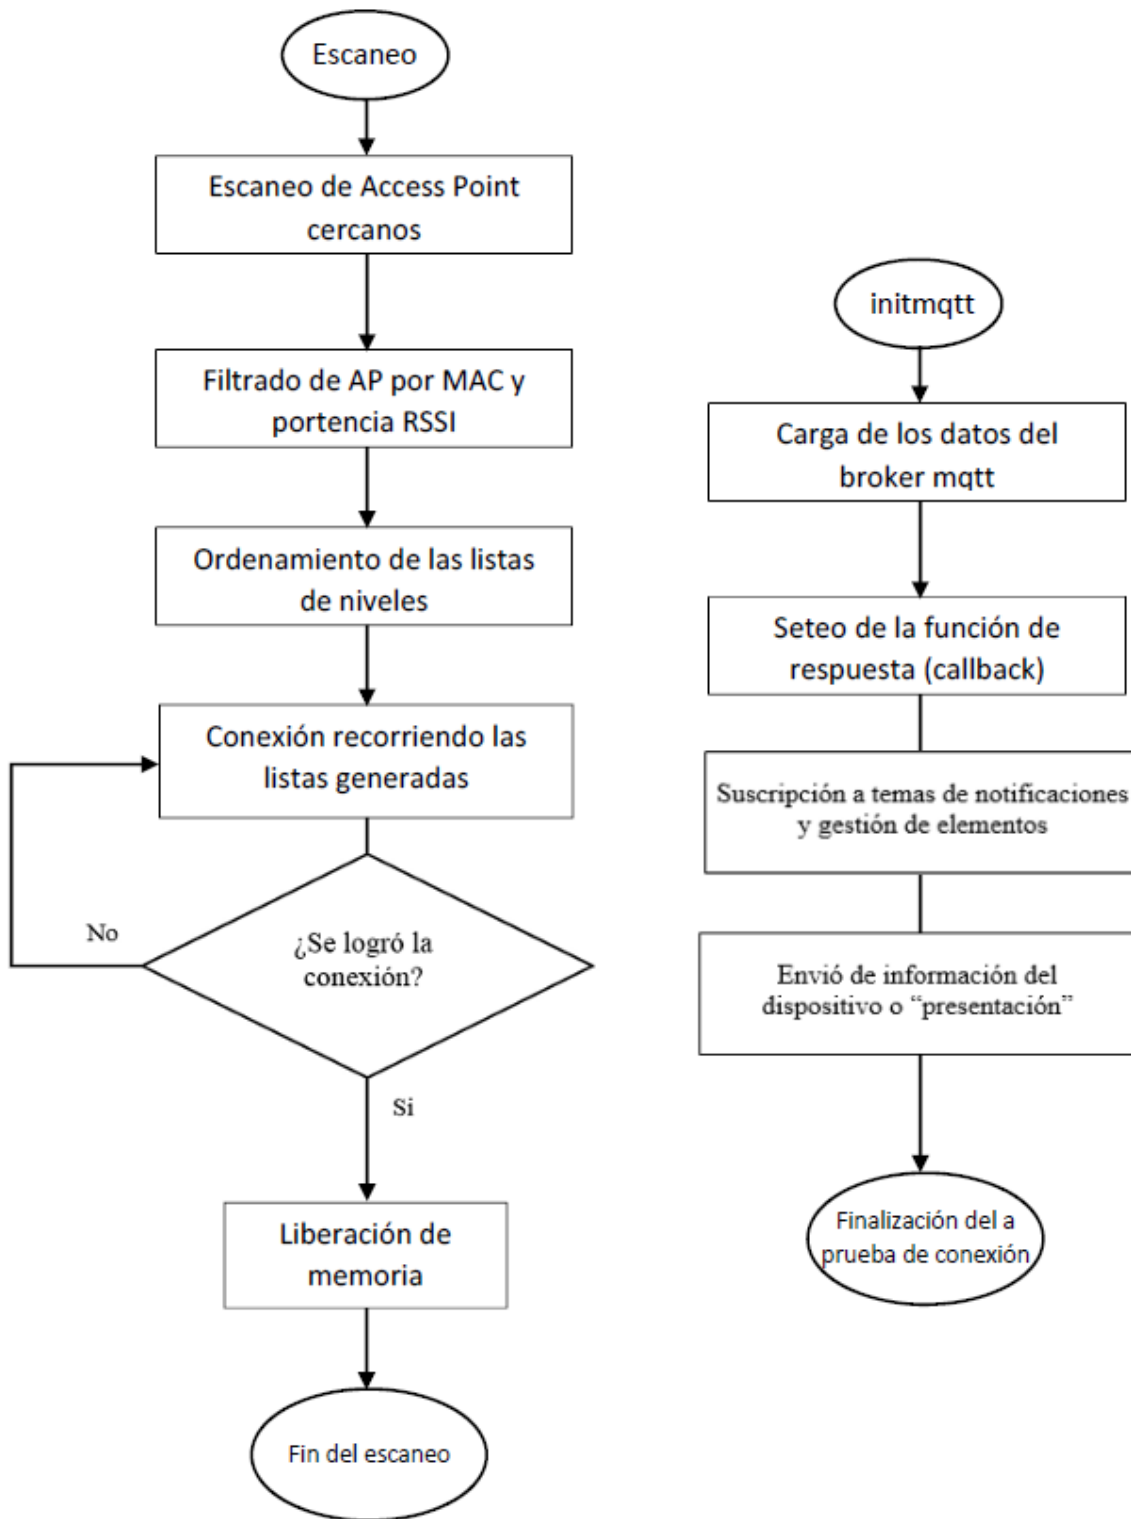 Escaneo
Escaneo de Access Point
cercanos
Filtrado de AP por MAC y
portencia RSSI
Ordenamiento de las listas
de niveles
Conexión recorriendo las
listas generadas
No
¿Se logró la
conexión?
Si
Liberación de
memoria
Fin del escaneo
initmqtt
Carga de los datos del
broker mqtt
Seteo de la función de
respuesta (callback)
Suscripción a temas de notificaciones
y gestión de elementos
Envió de información del
dispositivo o “presentación”
Finalización del a
prueba de conexión